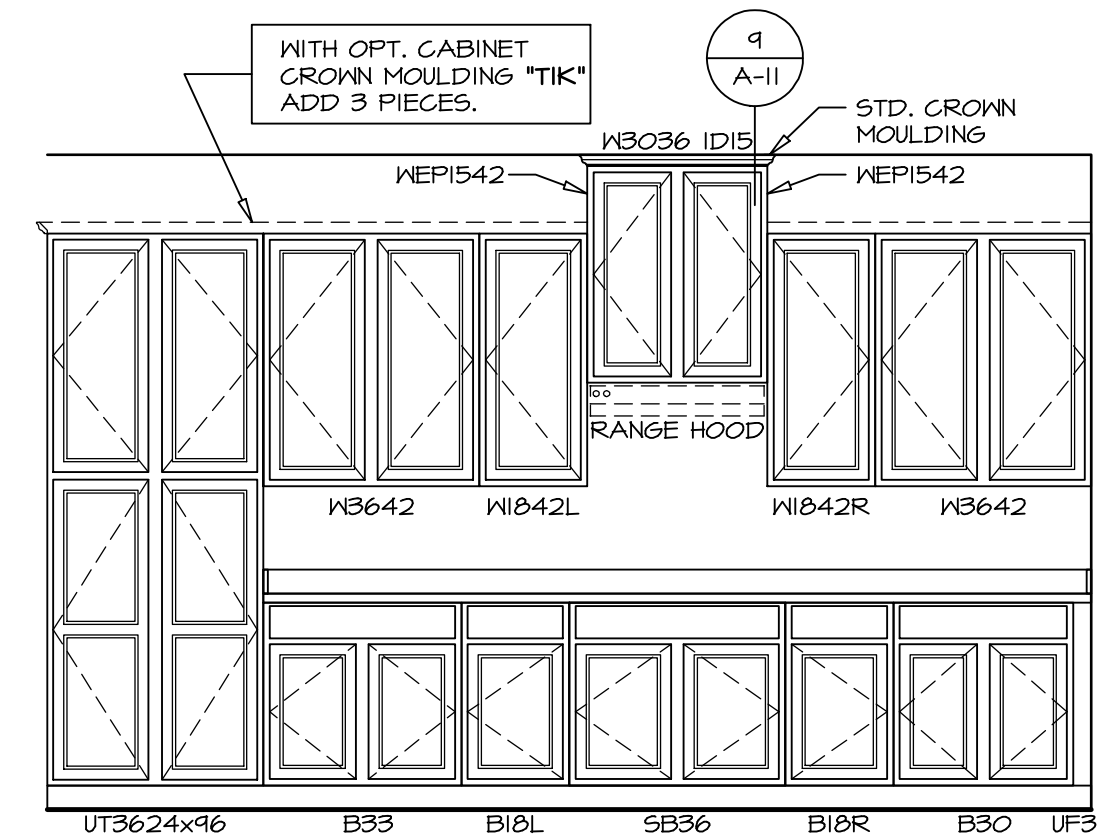 WITH OPT. CABINET
CROWN MOULDING "TIK"
ADD 3 PIECES.
9
A-11
STD. CROWN
MOULDING
W3036 1D15
WEP1542
WEP1542
RANGE HOOD
W3642
W1842L
W1842R
W3642
UT3624x96
B33
B18L
SB36
B18R
B30
UF3